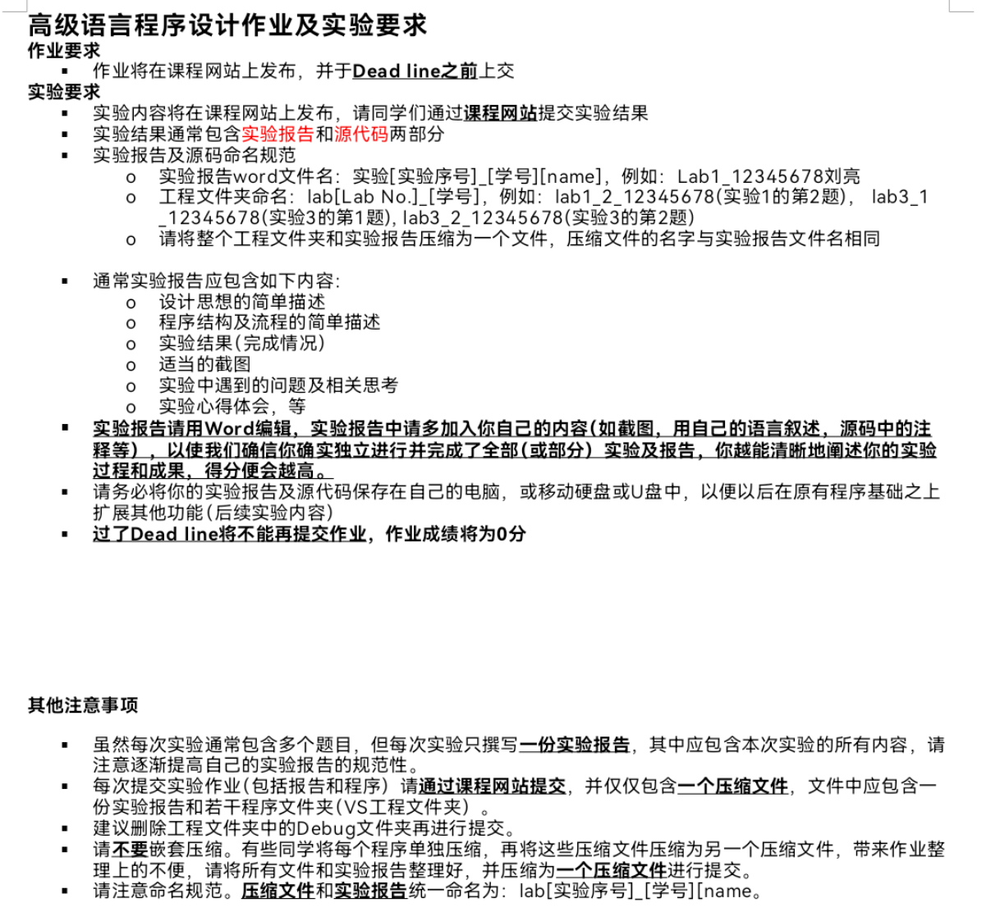 高级语言程序设计作业及实验要求
作业要求
▪ 作业将在课程网站上发布，并于Dead line之前上交
实验要求
▪ 实验内容将在课程网站上发布，请同学们通过课程网站提交实验结果
▪ 实验结果通常包含实验报告和源代码两部分
▪ 实验报告及源码命名规范
o 实验报告word文件名：实验[实验序号]_[学号][name]，例如：Lab1_12345678刘亮
o 工程文件夹命名：lab[Lab No.]_[学号]，例如：lab1_2_12345678(实验1的第2题)， lab3_1
_12345678(实验3的第1题), lab3_2_12345678(实验3的第2题)
o 请将整个工程文件夹和实验报告压缩为一个文件，压缩文件的名字与实验报告文件名相同
▪ 通常实验报告应包含如下内容：
o 设计思想的简单描述
o 程序结构及流程的简单描述
o 实验结果(完成情况)
o 适当的截图
o 实验中遇到的问题及相关思考
o 实验心得体会，等
▪ 实验报告请用Word编辑，实验报告中请多加入你自己的内容(如截图，用自己的语言叙述，源码中的注
释等），以使我们确信你确实独立进行并完成了全部(或部分）实验及报告，你越能清晰地阐述你的实验
过程和成果，得分便会越高。
▪ 请务必将你的实验报告及源代码保存在自己的电脑，或移动硬盘或U盘中，以便以后在原有程序基础之上
扩展其他功能(后续实验内容)
▪ 过了Dead line将不能再提交作业，作业成绩将为0分
其他注意事项
▪ 虽然每次实验通常包含多个题目，但每次实验只撰写一份实验报告，其中应包含本次实验的所有内容，请
注意逐渐提高自己的实验报告的规范性。
▪ 每次提交实验作业(包括报告和程序）请通过课程网站提交，并仅仅包含一个压缩文件，文件中应包含一
份实验报告和若干程序文件夹(VS工程文件夹）。
▪ 建议删除工程文件夹中的Debug文件夹再进行提交。
▪ 请不要嵌套压缩。有些同学将每个程序单独压缩，再将这些压缩文件压缩为另一个压缩文件，带来作业整
理上的不便，请将所有文件和实验报告整理好，并压缩为一个压缩文件进行提交。
▪ 请注意命名规范。压缩文件和实验报告统一命名为：lab[实验序号]_[学号][name。